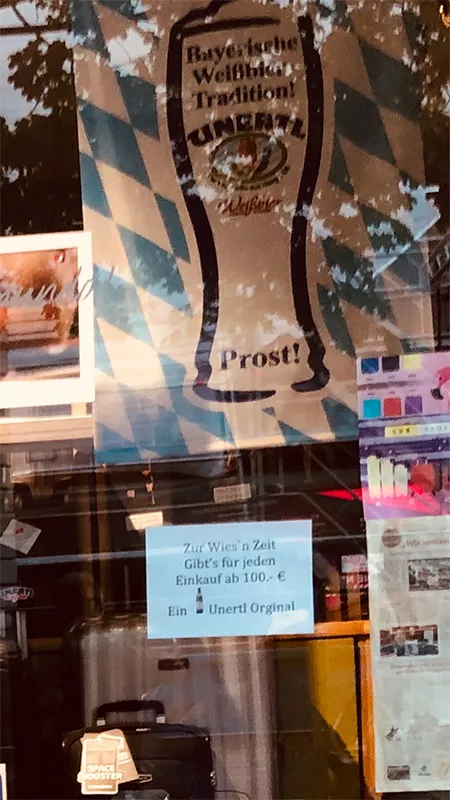 Bayerische
Weißbier
Tradition!
UNERTL
Weißbier
Prost!
Zur Wies`n Zeit
Gibt's für jeden
Einkauf ab 100.- €
Ein Unertl Orginal
SPACE
BOOSTER